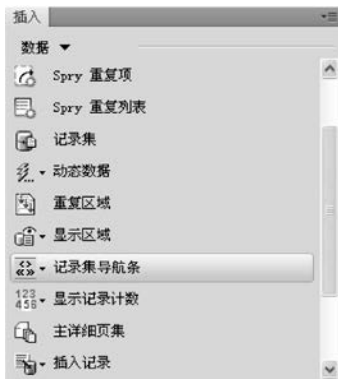 插入
数据
Spry 重复项
Spry 重复列表
记录集
动态数据
重复区域
显示区域
记录集导航条
显示记录计数
主详细页集
插入记录